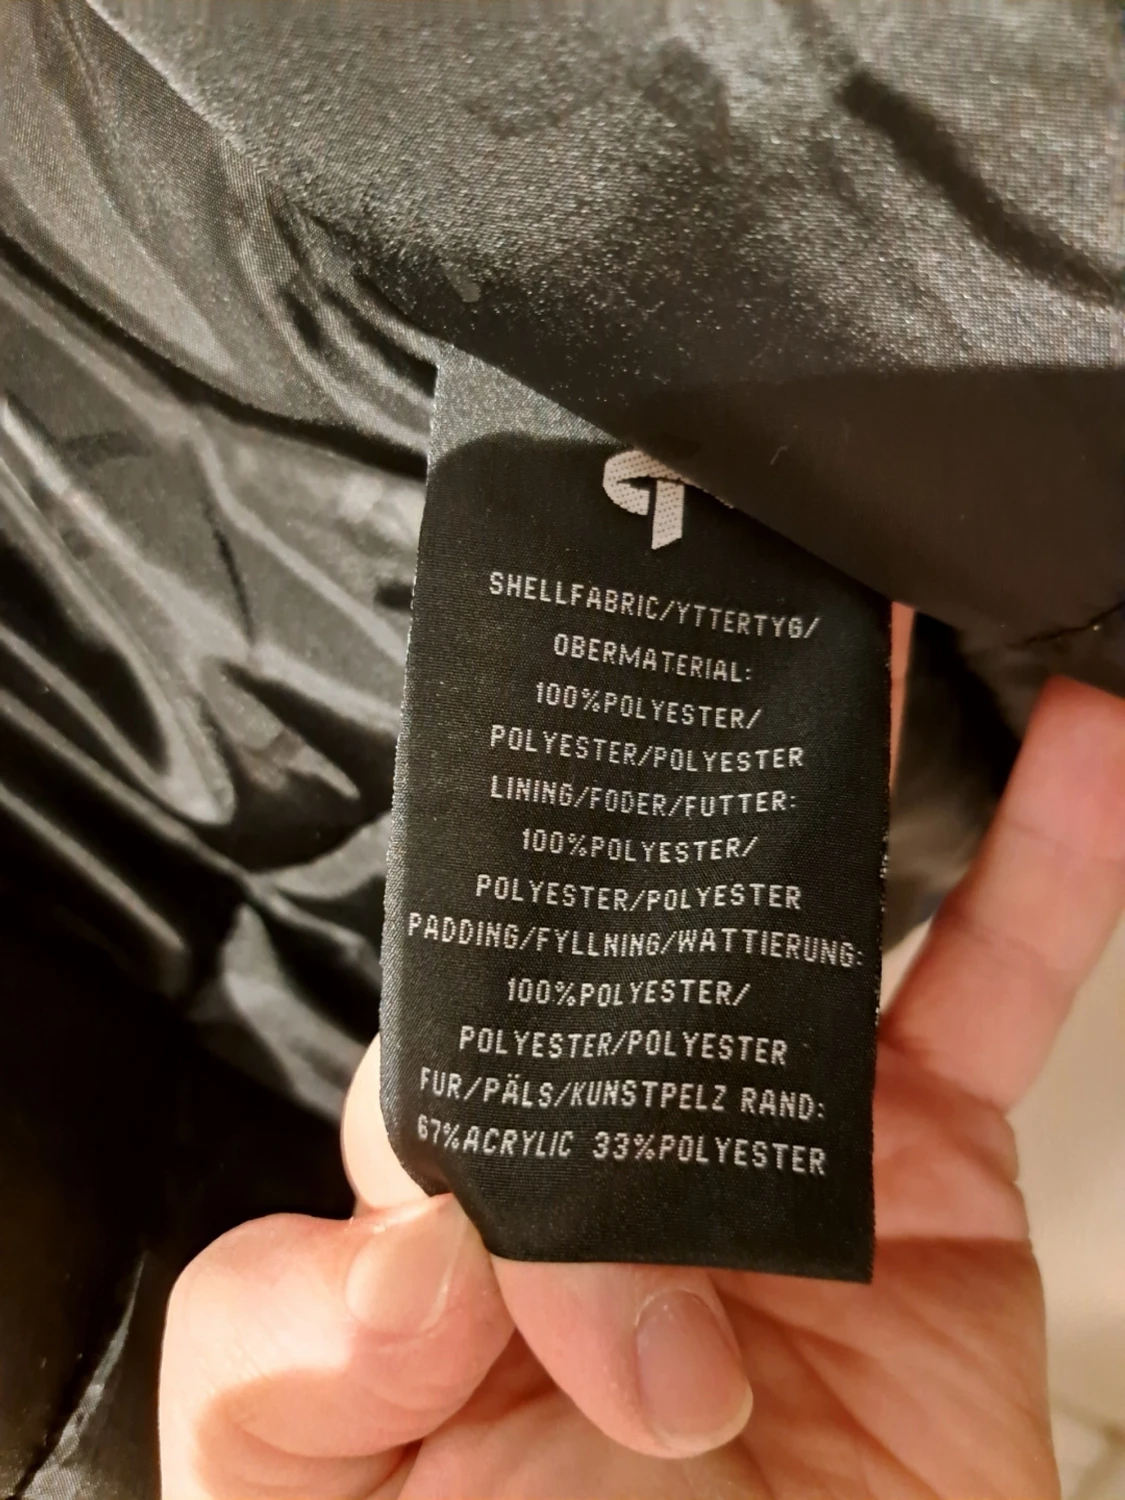 SHELLFABRIC/YTTERTYG/
OBERMATERIAL:
100%POLYESTER/
POLYESTER/POLYESTER
LINING/FODER/FUTTER:
100%POLYESTER/
POLYESTER/POLYESTER
PADDING/FYLLNING/WATTIERUNG:
100%POLYESTER/
POLYESTER/POLYESTER
FUR/PÄLS/KUNSTPELZ RAND:
67%ACRYLIC 33%POLYESTER